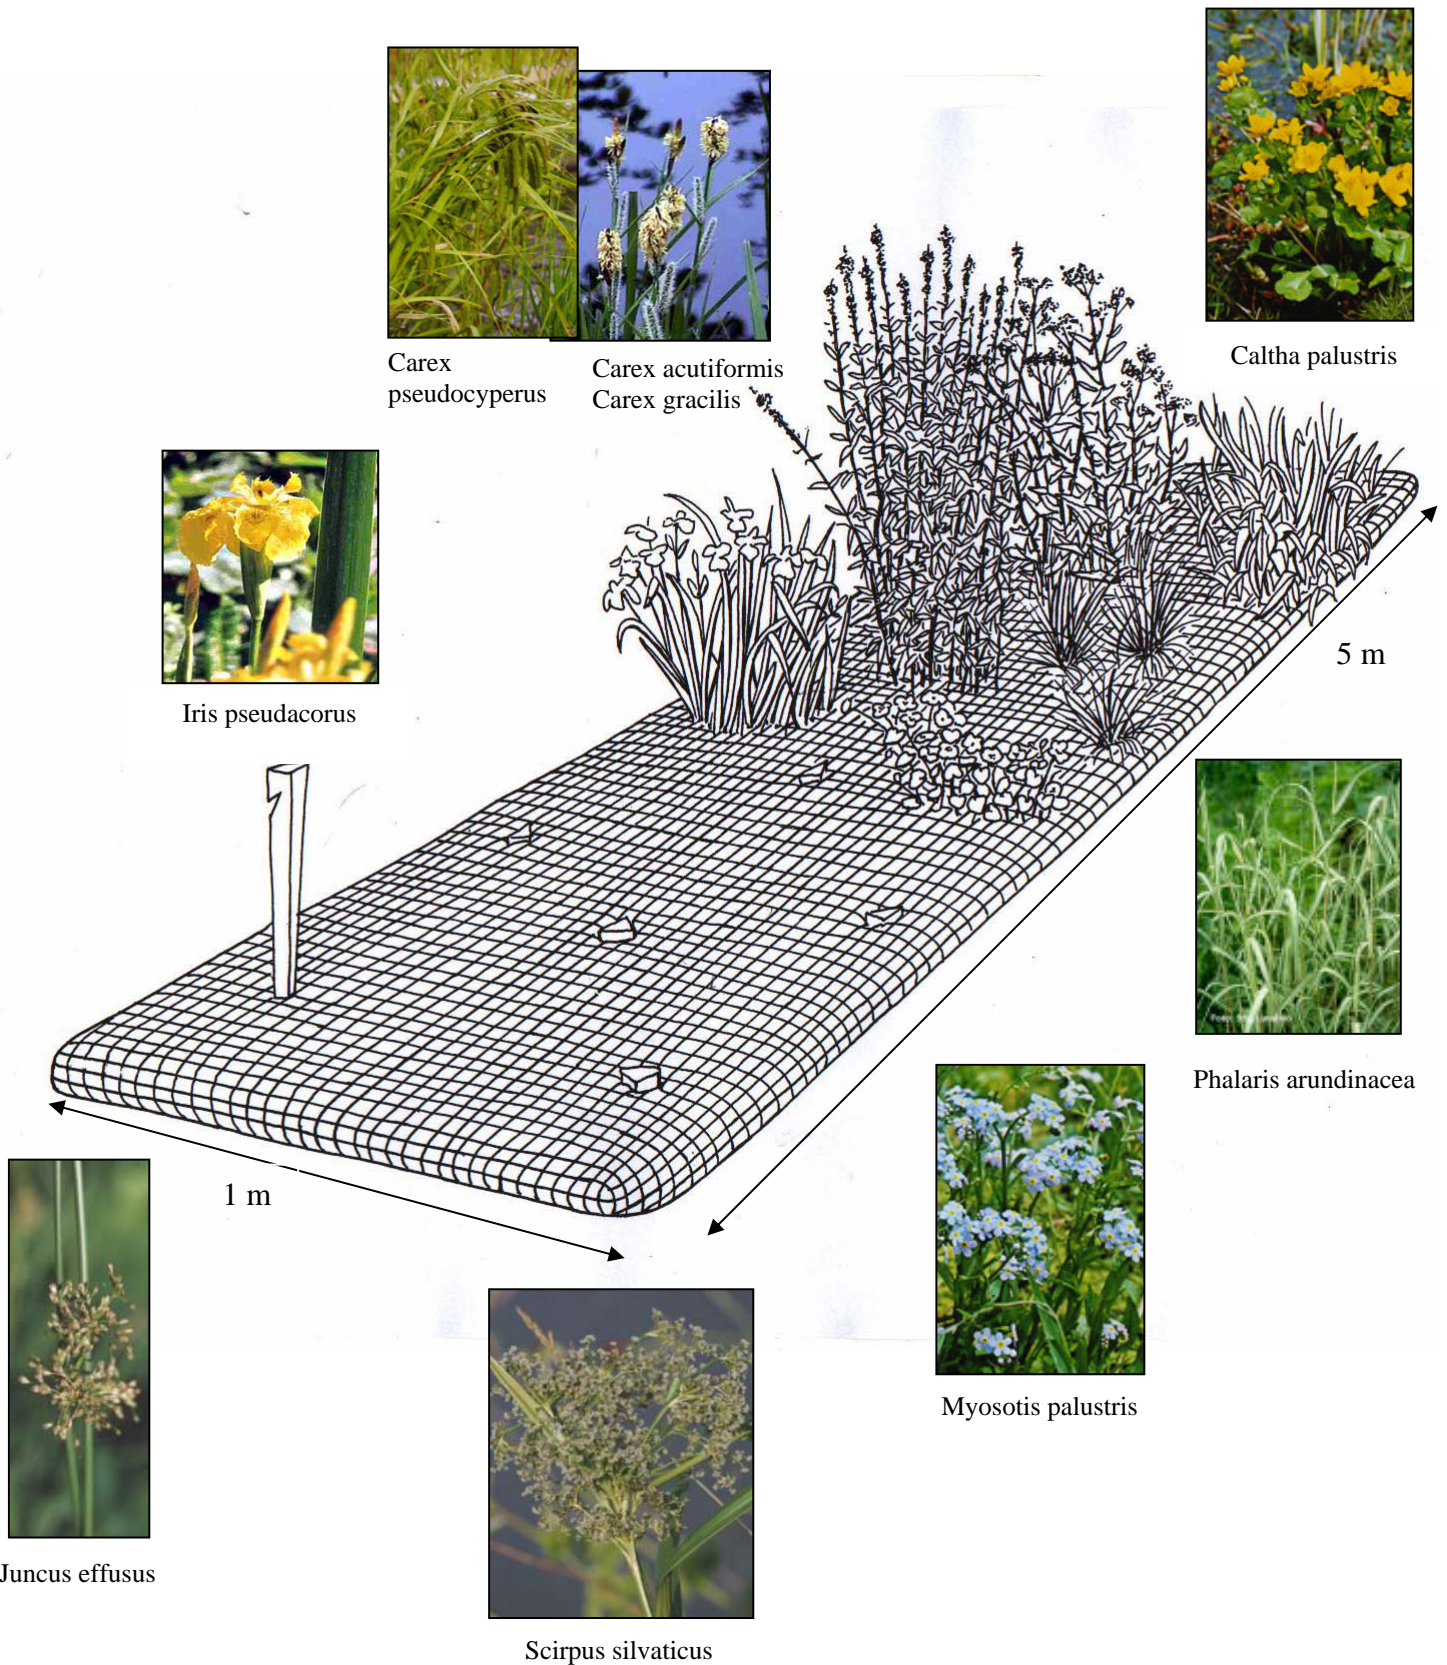 Carex
pseudocyperus
Carex acutiformis
Carex gracilis
Caltha palustris
Iris pseudacorus
5 m
Phalaris arundinacea
1 m
Myosotis palustris
Juncus effusus
Scirpus silvaticus